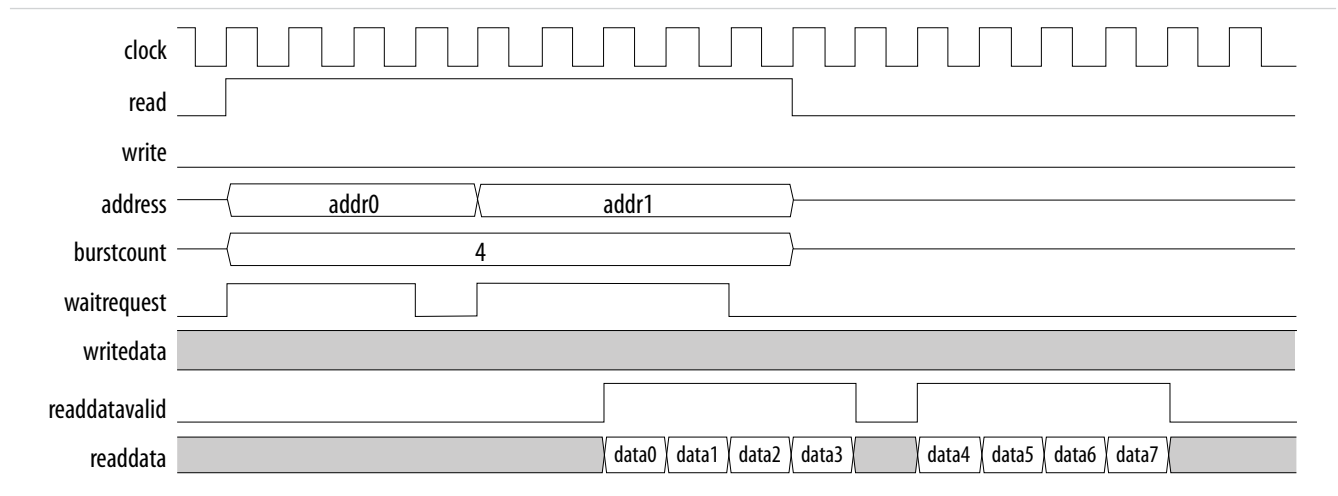 clock
read
write
address addr0 addr1
burstcount 4
waitrequest
writedata
readdatavalid
readdata data0 data1 data2 data3 data4 data5 data6 data7